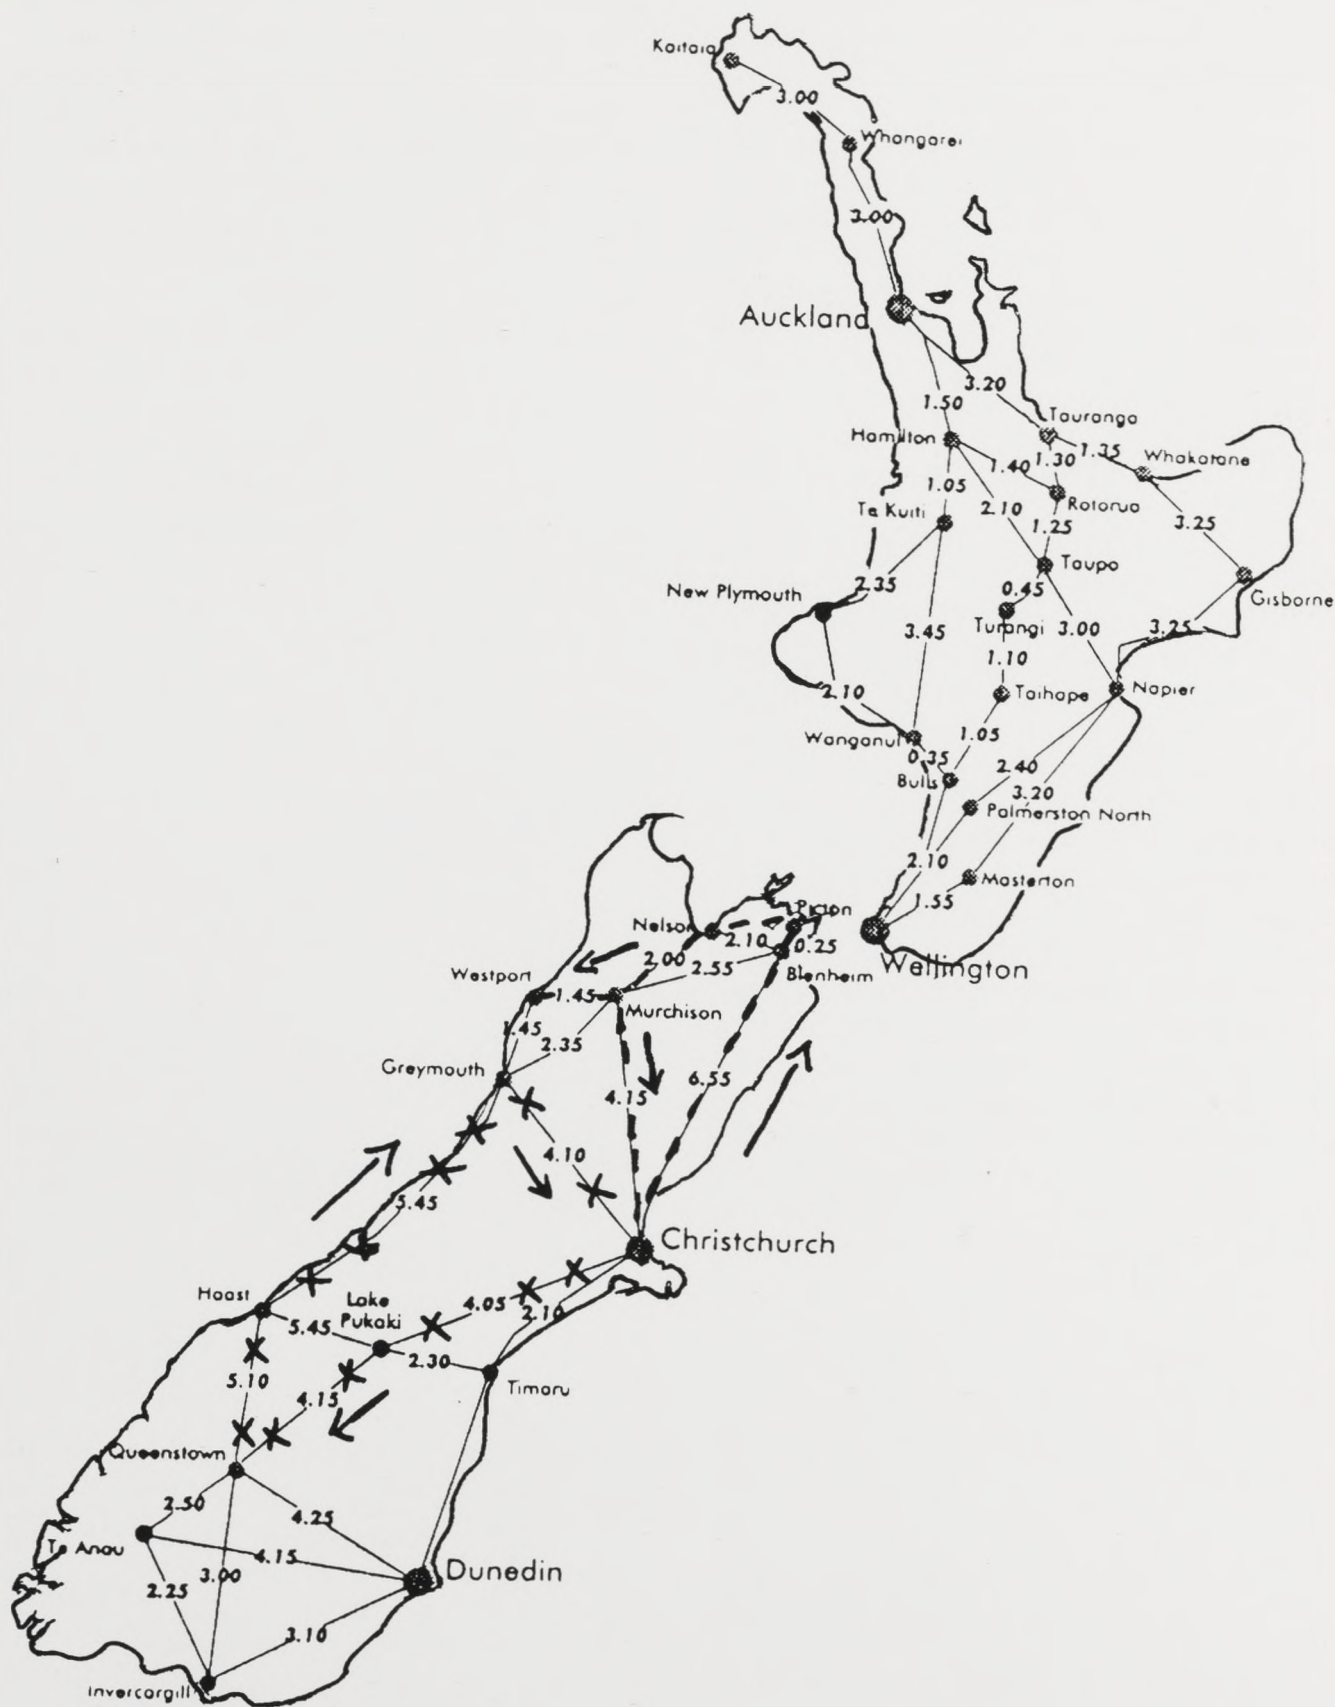 Kaitaia
3.00
Whangarei
3.00
Auckland
3.20
1.50
Tauranga
Hamilton
1.40
1.30
1.35
Whakatane
1.05
2.10
Rotorua
Te Kuiti
1.25
3.25
Taupo
2.35
0.45
New Plymouth
Gisborne
3.45
Turangi
3.00
3.25
1.10
2.10
Taihape
Napier
Wanganui
1.05
0.35
2.40
Bulls
3.20
Palmerston North
2.10
Masterton
1.55
Picton
Nelson
2.10
0.25
2.00
2.55
Blenheim
Wellington
Westport
1.45
Murchison
1.45
2.35
Greymouth
6.55
4.15
4.10
5.45
Christchurch
Haast
Lake
Pukaki
4.05
2.10
5.45
2.30
5.10
4.15
Timaru
Queenstown
2.50
4.25
Te Anau
4.15
3.00
Dunedin
2.25
3.10
Invercargill